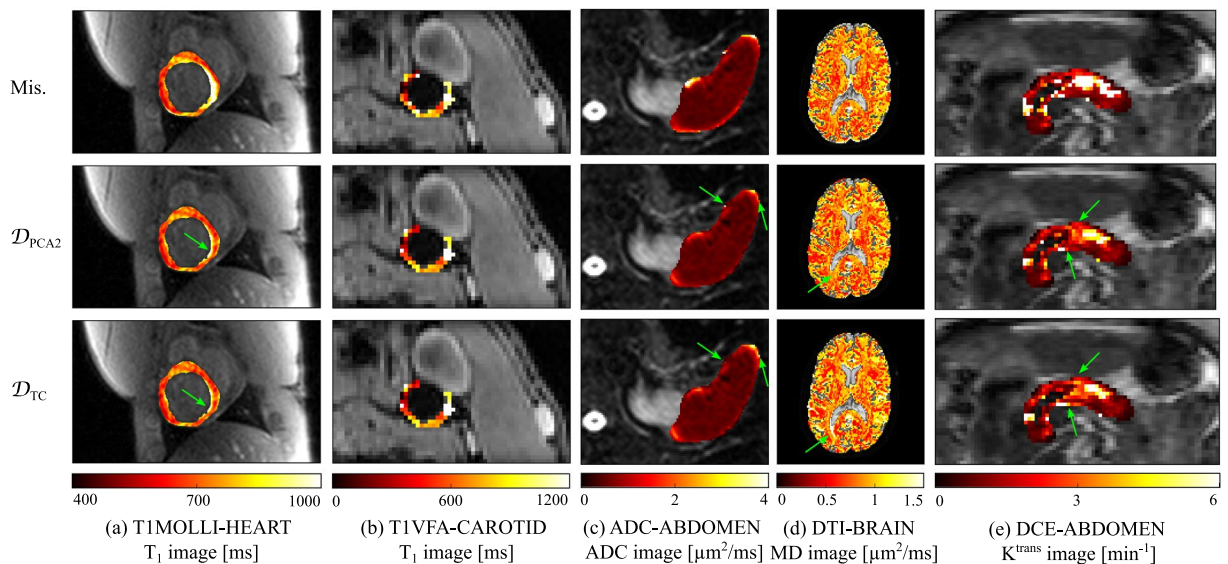 Mis.
𝒟PCA2
𝒟TC
400 700 1000
0 600 1200
0 2 4
0 0.5 1 1.5
0 3 6
(a) T1MOLLI-HEART
T₁ image [ms]
(b) T1VFA-CAROTID
T₁ image [ms]
(c) ADC-ABDOMEN
ADC image [µm²/ms]
(d) DTI-BRAIN
MD image [µm²/ms]
(e) DCE-ABDOMEN
Kᵗʳᵃⁿˢ image [min⁻¹]